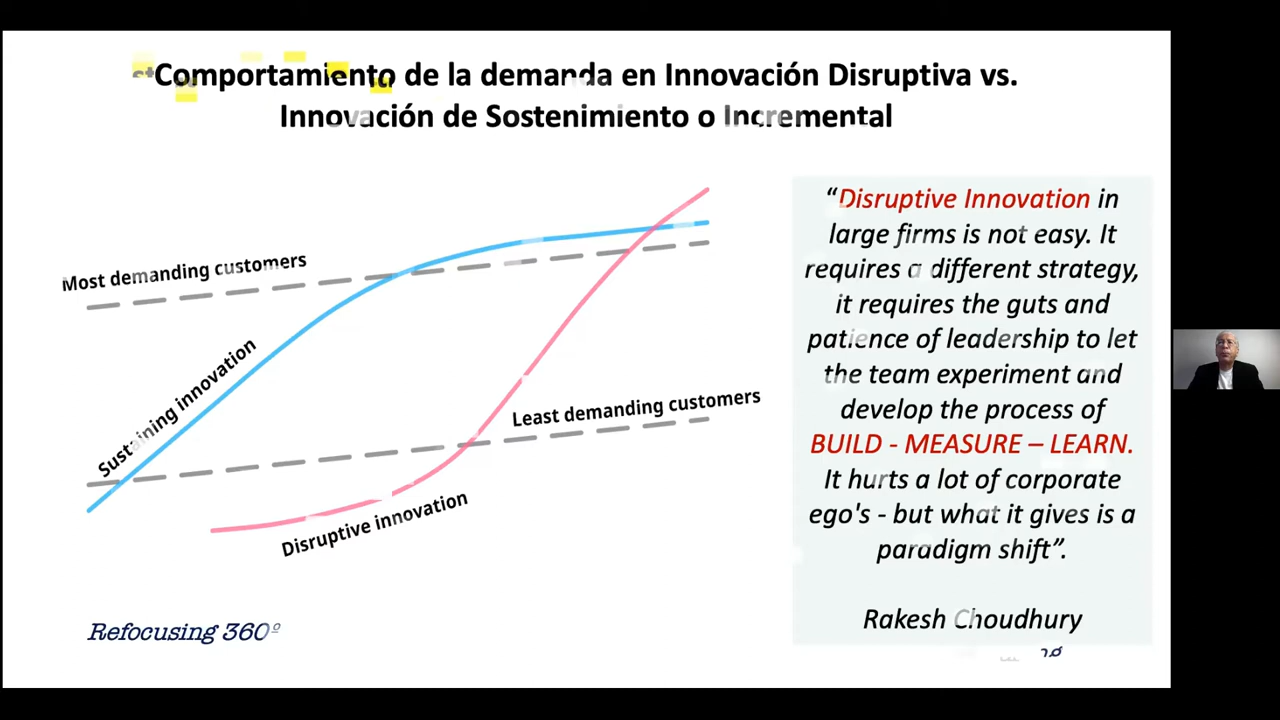 Comportamiento de la demanda en Innovación Disruptiva vs.
Innovación de Sostenimiento o Incremental
Most demanding customers
Sustaining innovation
Least demanding customers
Disruptive innovation
“Disruptive Innovation in
large firms is not easy. It
requires a different strategy,
it requires the guts and
patience of leadership to let
the team experiment and
develop the process of
BUILD - MEASURE – LEARN.
It hurts a lot of corporate
ego's - but what it gives is a
paradigm shift”.
Rakesh Choudhury
Refocusing 360º